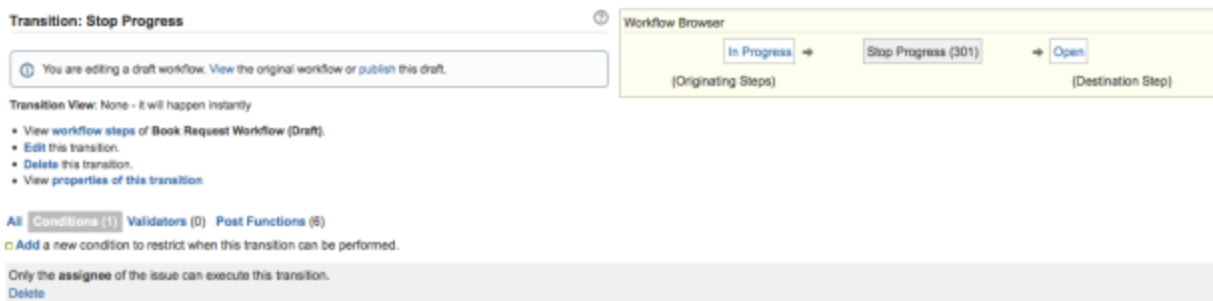 Transition: Stop Progress
You are editing a draft workflow. View the original workflow or publish this draft.
Transition View: None - it will happen instantly
View workflow steps of Book Request Workflow (Draft).
Edit this transition.
Delete this transition.
View properties of this transition
All Conditions (1) Validators (0) Post Functions (6)
Add a new condition to restrict when this transition can be performed.
Only the assignee of the issue can execute this transition.
Delete
Workflow Browser
In Progress Stop Progress (301) Open
(Originating Steps) (Destination Step)